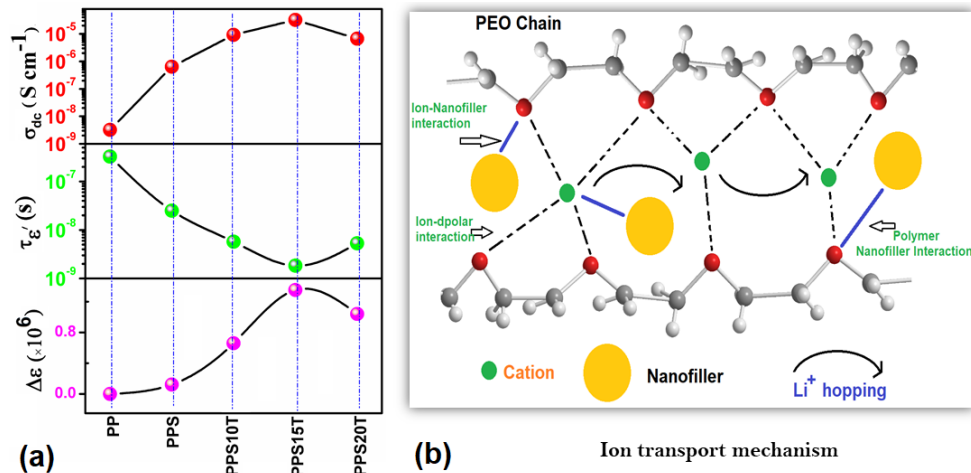 σdc (S cm⁻¹)
10⁻⁵
10⁻⁶
10⁻⁷
10⁻⁸
10⁻⁹
τε′ (s)
10⁻⁷
10⁻⁸
10⁻⁹
Δε (×10⁶)
0.8
0.0
PP
PPS
PPS10T
PPS15T
PPS20T
(a)
PEO Chain
Ion-Nanofiller
interaction
Ion-dpolar
interaction
Polymer
Nanofiller Interaction
Cation
Nanofiller
Li⁺ hopping
(b)
Ion transport mechanism